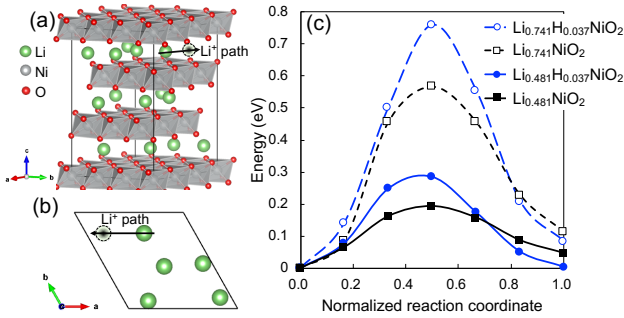 (a)
Li
Ni
O
Li⁺ path
c
a
b
(b)
Li⁺ path
b
a
(c)
Li₀.₇₄₁H₀.₀₃₇NiO₂
Li₀.₇₄₁NiO₂
Li₀.₄₈₁H₀.₀₃₇NiO₂
Li₀.₄₈₁NiO₂
Energy (eV)
0.8
0.7
0.6
0.5
0.4
0.3
0.2
0.1
0
0.0 0.2 0.4 0.6 0.8 1.0
Normalized reaction coordinate